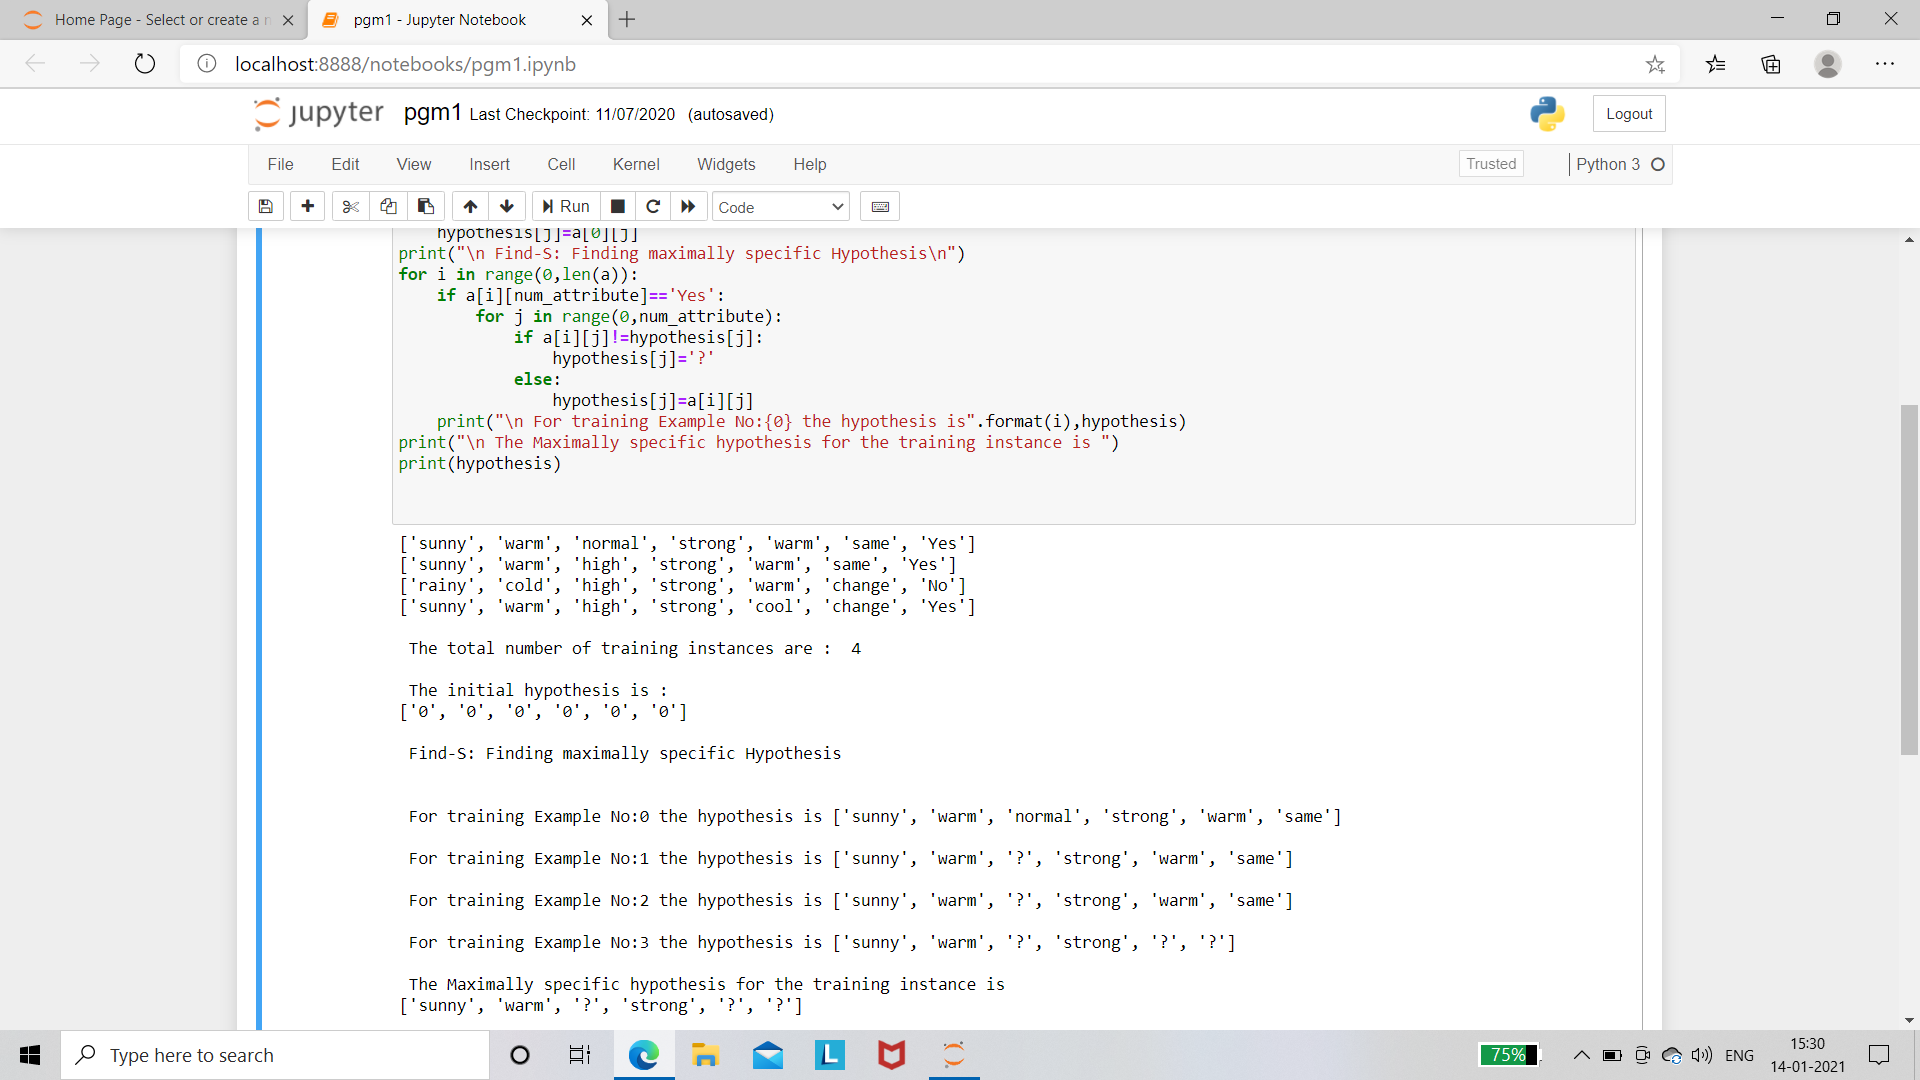 Home Page - Select or create a n
pgm1 - Jupyter Notebook
localhost:8888/notebooks/pgm1.ipynb
jupyter pgm1 Last Checkpoint: 11/07/2020 (autosaved)
Logout
File Edit View Insert Cell Kernel Widgets Help
Trusted
Python 3
Run
Code
    hypothesis[j]=a[0][j]
print("\n Find-S: Finding maximally specific Hypothesis\n")
for i in range(0,len(a)):
    if a[i][num_attribute]=='Yes':
        for j in range(0,num_attribute):
            if a[i][j]!=hypothesis[j]:
                hypothesis[j]='?'
            else:
                hypothesis[j]=a[i][j]
    print("\n For training Example No:{0} the hypothesis is".format(i),hypothesis)
print("\n The Maximally specific hypothesis for the training instance is ")
print(hypothesis)
['sunny', 'warm', 'normal', 'strong', 'warm', 'same', 'Yes']
['sunny', 'warm', 'high', 'strong', 'warm', 'same', 'Yes']
['rainy', 'cold', 'high', 'strong', 'warm', 'change', 'No']
['sunny', 'warm', 'high', 'strong', 'cool', 'change', 'Yes']
The total number of training instances are :  4
The initial hypothesis is :
['0', '0', '0', '0', '0', '0']
Find-S: Finding maximally specific Hypothesis
For training Example No:0 the hypothesis is ['sunny', 'warm', 'normal', 'strong', 'warm', 'same']
For training Example No:1 the hypothesis is ['sunny', 'warm', '?', 'strong', 'warm', 'same']
For training Example No:2 the hypothesis is ['sunny', 'warm', '?', 'strong', 'warm', 'same']
For training Example No:3 the hypothesis is ['sunny', 'warm', '?', 'strong', '?', '?']
The Maximally specific hypothesis for the training instance is
['sunny', 'warm', '?', 'strong', '?', '?']
Type here to search
L
75%
ENG
15:30
14-01-2021